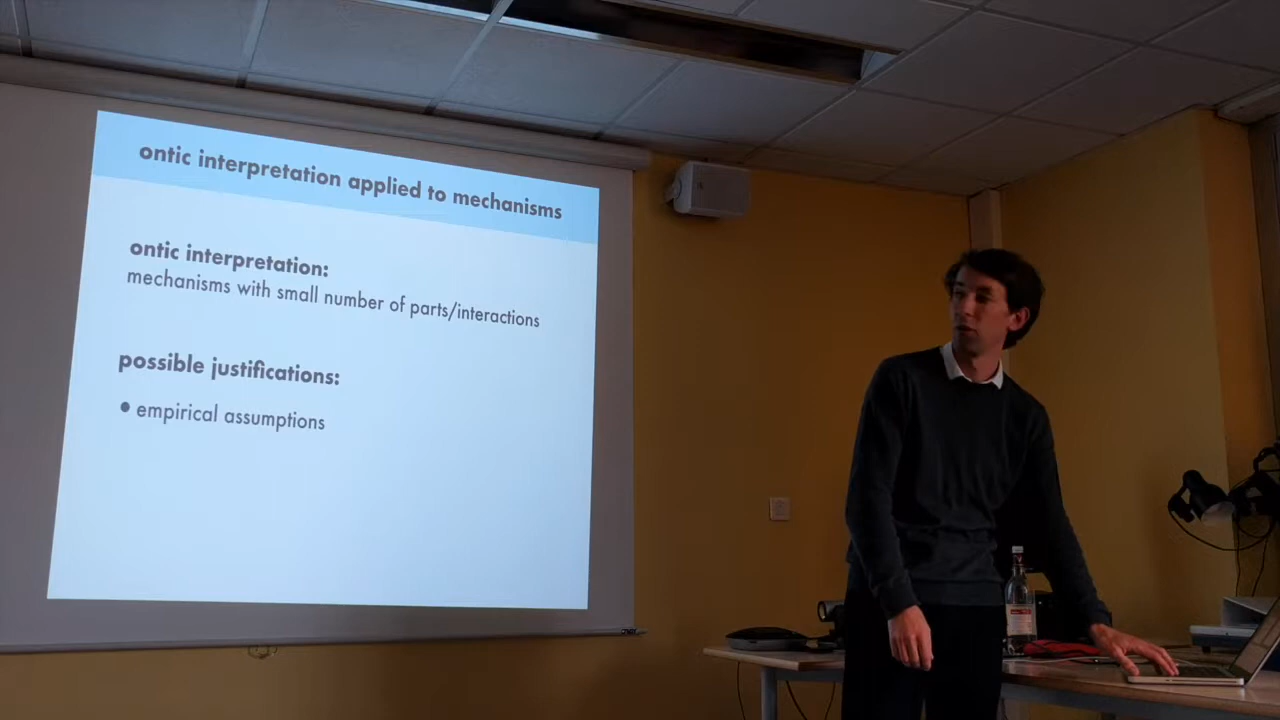 ontic interpretation applied to mechanisms
ontic interpretation:
mechanisms with small number of parts/interactions
possible justifications:
• empirical assumptions